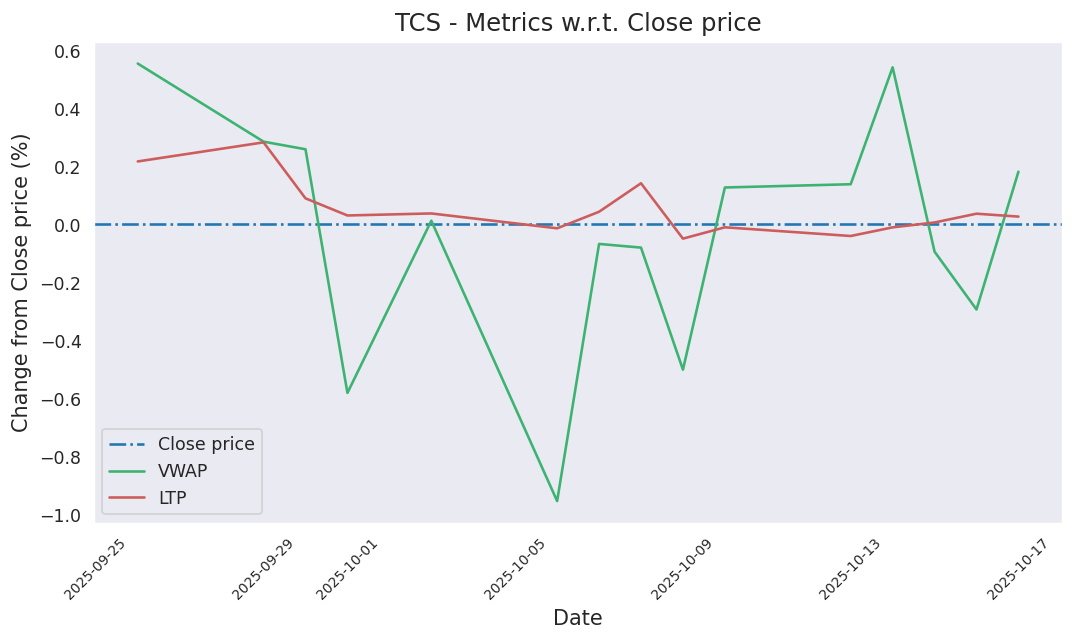 TCS - Metrics w.r.t. Close price
Change from Close price (%)
0.6
0.4
0.2
0.0
−0.2
−0.4
−0.6
−0.8
−1.0
Close price
VWAP
LTP
2025-09-25
2025-09-29
2025-10-01
2025-10-05
2025-10-09
2025-10-13
2025-10-17
Date